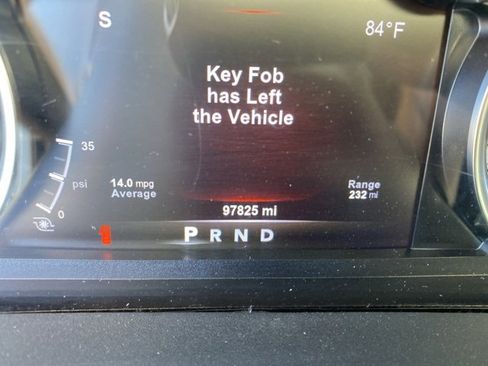 S
84°F
Key Fob
has Left
the Vehicle
35
psi
0
14.0 mpg
Average
Range
232 mi
97825 mi
P R N D